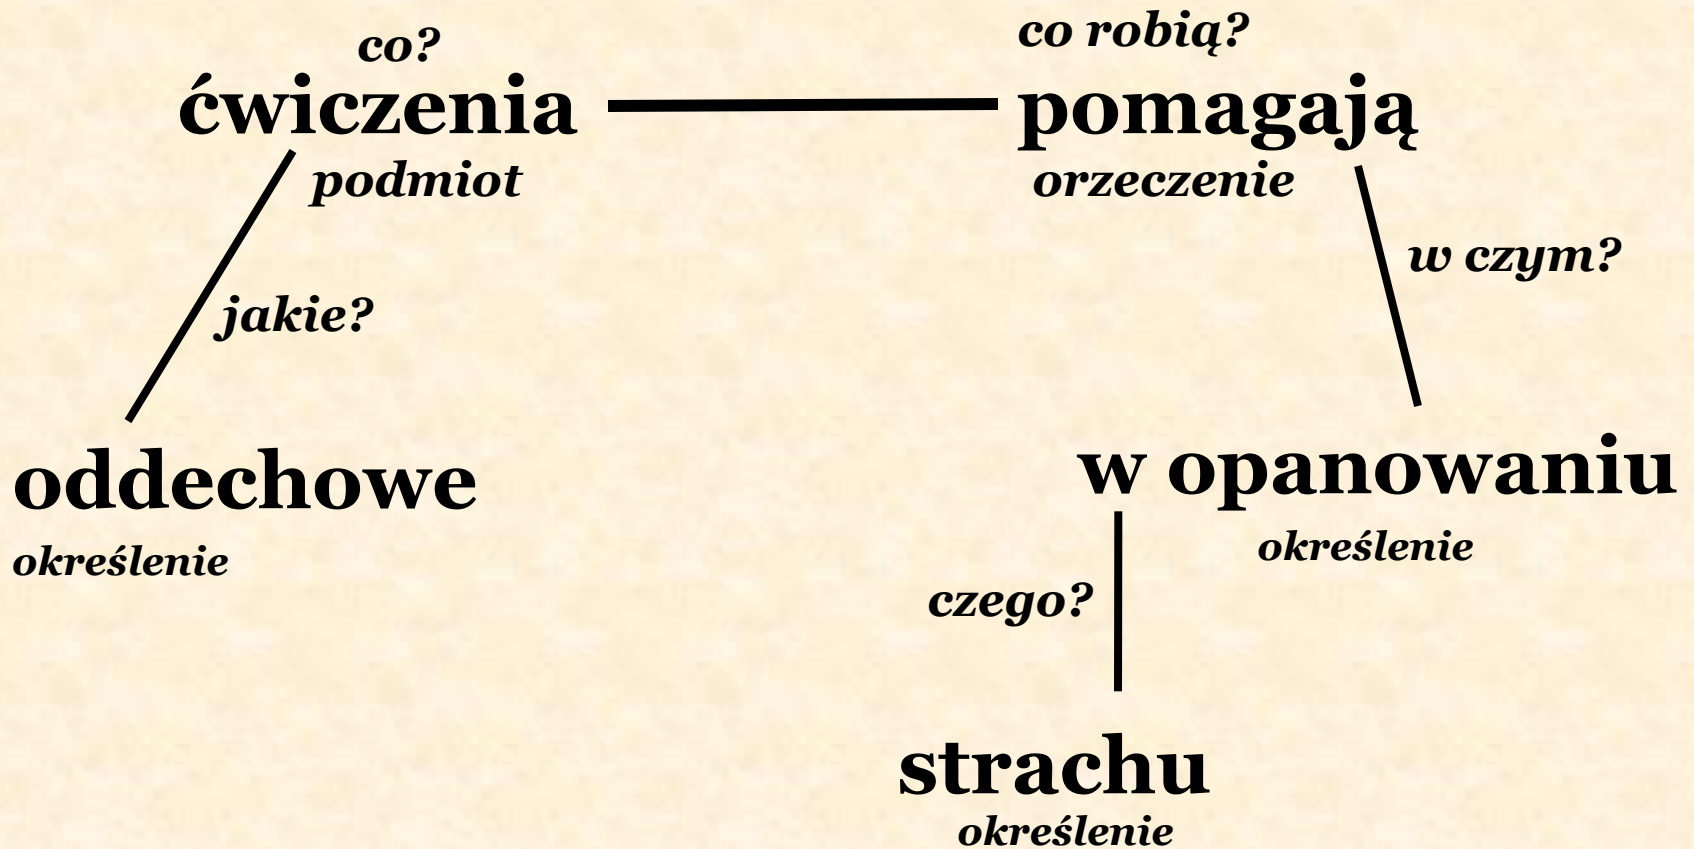 co?
co robią?
ćwiczenia
pomagają
podmiot
orzeczenie
w czym?
jakie?
oddechowe
w opanowaniu
określenie
określenie
czego?
strachu
określenie